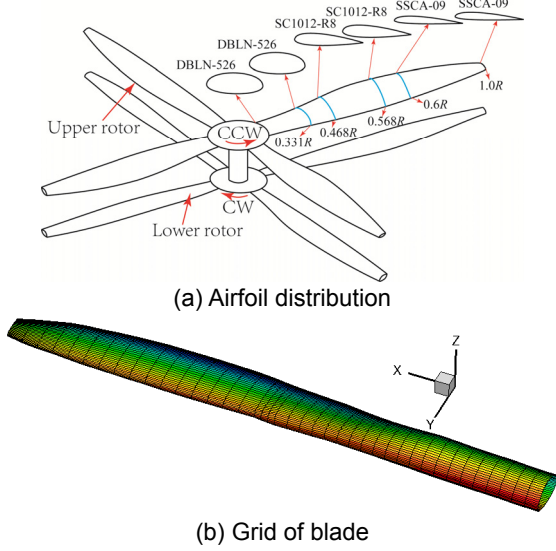 SSCA-09
SSCA-09
SC1012-R8
SC1012-R8
DBLN-526
DBLN-526
1.0R
0.6R
0.568R
0.468R
0.331R
Upper rotor
CCW
CW
Lower rotor
(a) Airfoil distribution
Z
X
Y
(b) Grid of blade